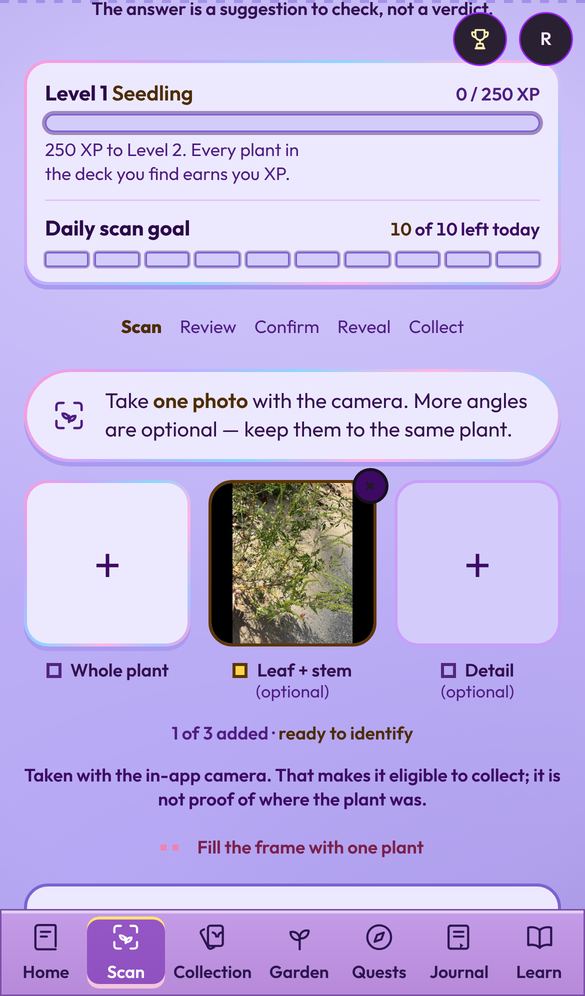 The answer is a suggestion to check, not a verdict.
R
Level 1 Seedling
0 / 250 XP
250 XP to Level 2. Every plant in
the deck you find earns you XP.
Daily scan goal
10 of 10 left today
Scan Review Confirm Reveal Collect
Take one photo with the camera. More angles
are optional — keep them to the same plant.
Whole plant
Leaf + stem
(optional)
Detail
(optional)
1 of 3 added · ready to identify
Taken with the in-app camera. That makes it eligible to collect; it is
not proof of where the plant was.
Fill the frame with one plant
Home Scan Collection Garden Quests Journal Learn